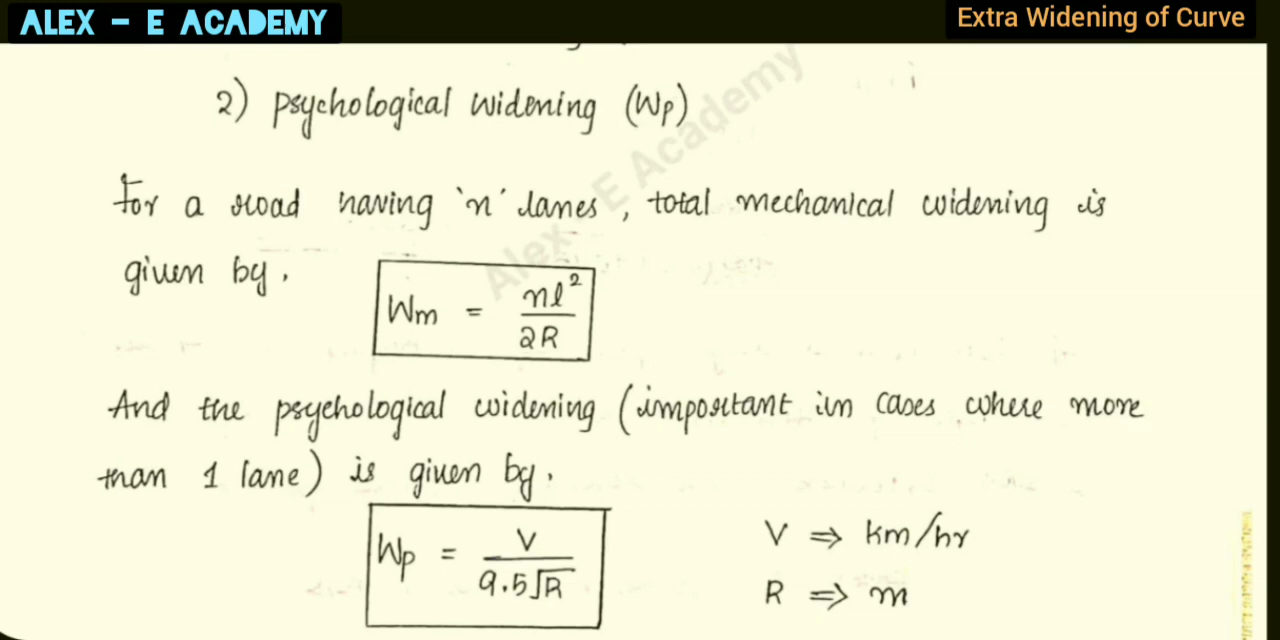 ALEX - E ACADEMY
Extra Widening of Curve
2) psychological widening (Wp)
For a road having 'n' lanes, total mechanical widening is
given by,
Wm = nl²/2R
And the psychological widening (important in cases where more
than 1 lane) is given by,
Wp = V/9.5√R
V ⇒ km/hr
R ⇒ m
Alex - E Academy